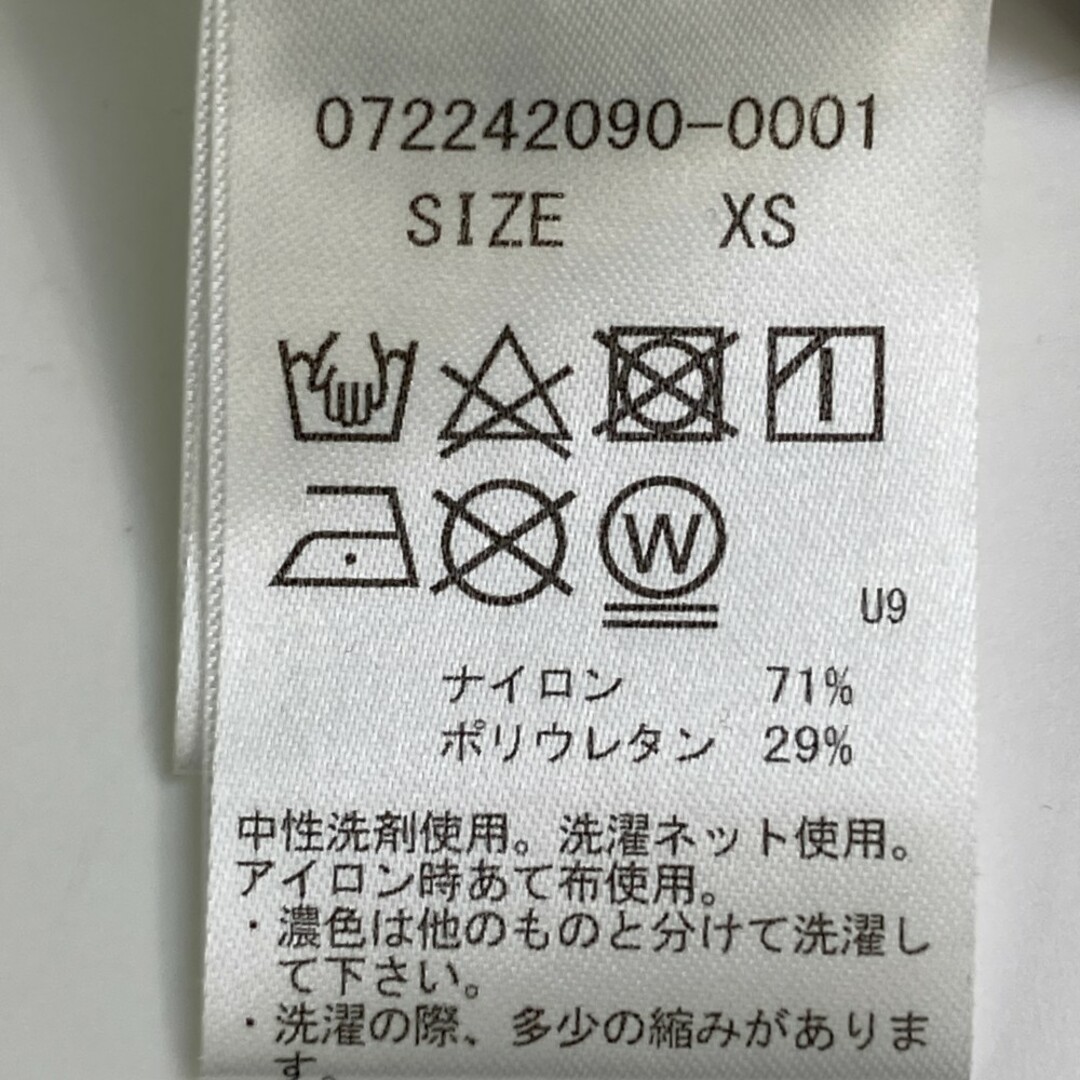 072242090-0001
SIZE XS
W
U9
ナイロン 71%
ポリウレタン 29%
中性洗剤使用。洗濯ネット使用。
アイロン時あて布使用。
・濃色は他のものと分けて洗濯し
て下さい。
・洗濯の際、多少の縮みがありま
す。